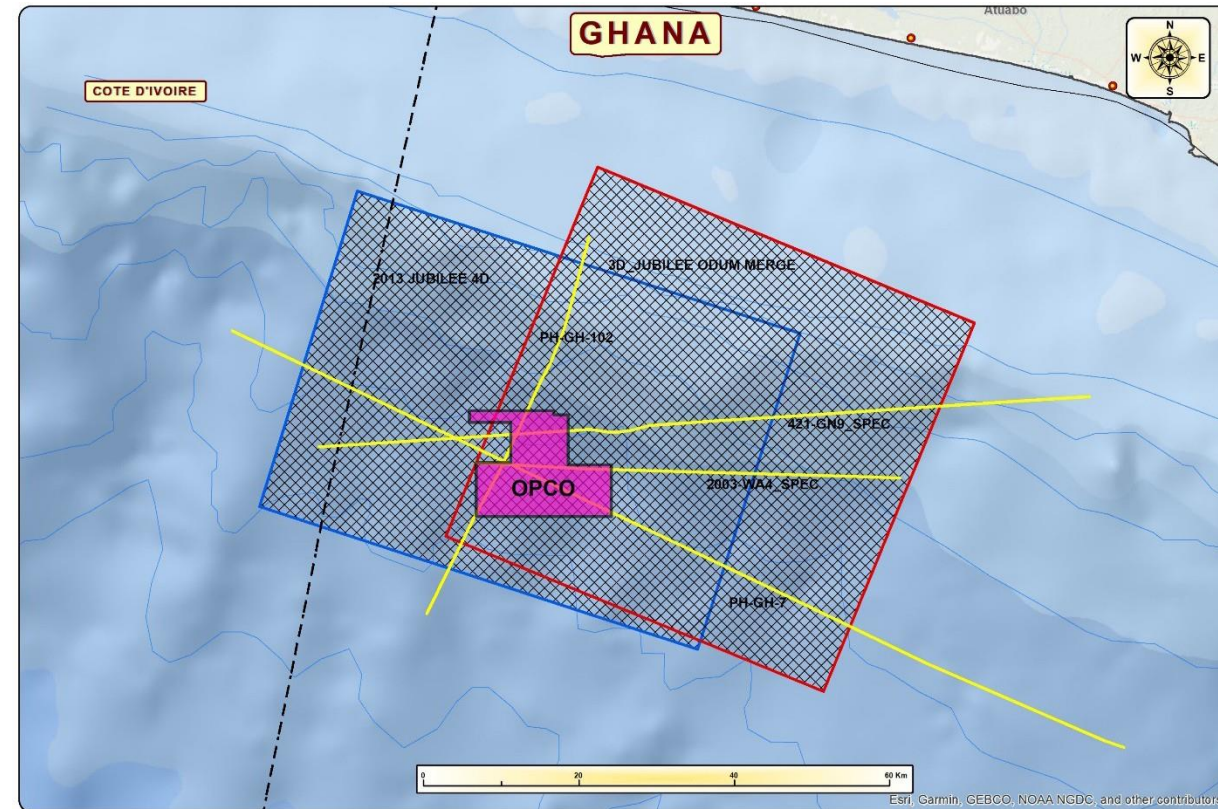 Atuabo
GHANA
N
W E
S
COTE D'IVOIRE
3D_JUBILEE ODUM MERGE
2013 JUBILEE 4D
PH-GH-102
421-GN9_SPEC
2003-WA4_SPEC
OPCO
PH-GH-7
0 20 40 60 Km
Esri, Garmin, GEBCO, NOAA NGDC, and other contributors